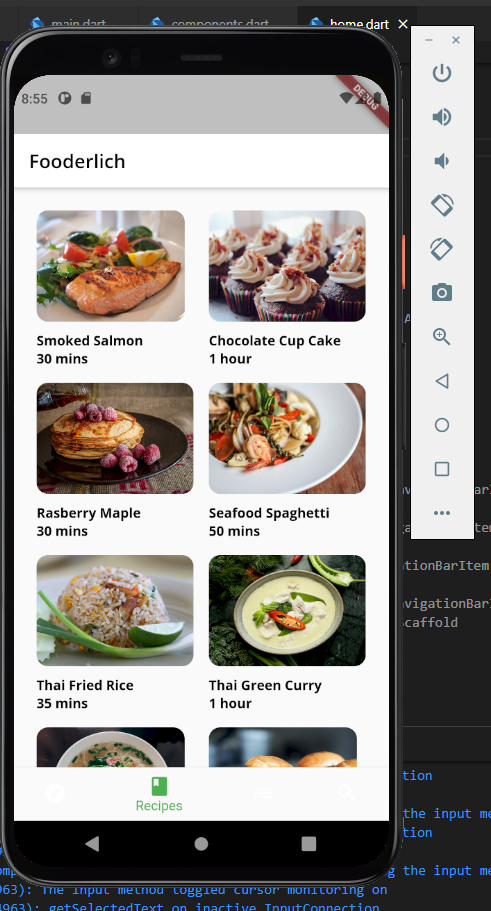 main.dart
components.dart
home.dart
8:55
DEBUG
Fooderlich
Smoked Salmon
30 mins
Chocolate Cup Cake
1 hour
Rasberry Maple
30 mins
Seafood Spaghetti
50 mins
Thai Fried Rice
35 mins
Thai Green Curry
1 hour
Recipes
ationBarItem
avigationBarI
caffold
tion
the input me
tion
g the input me
963): The input method toggled cursor monitoring on
4963): getSelectedText on inactive InputConnection